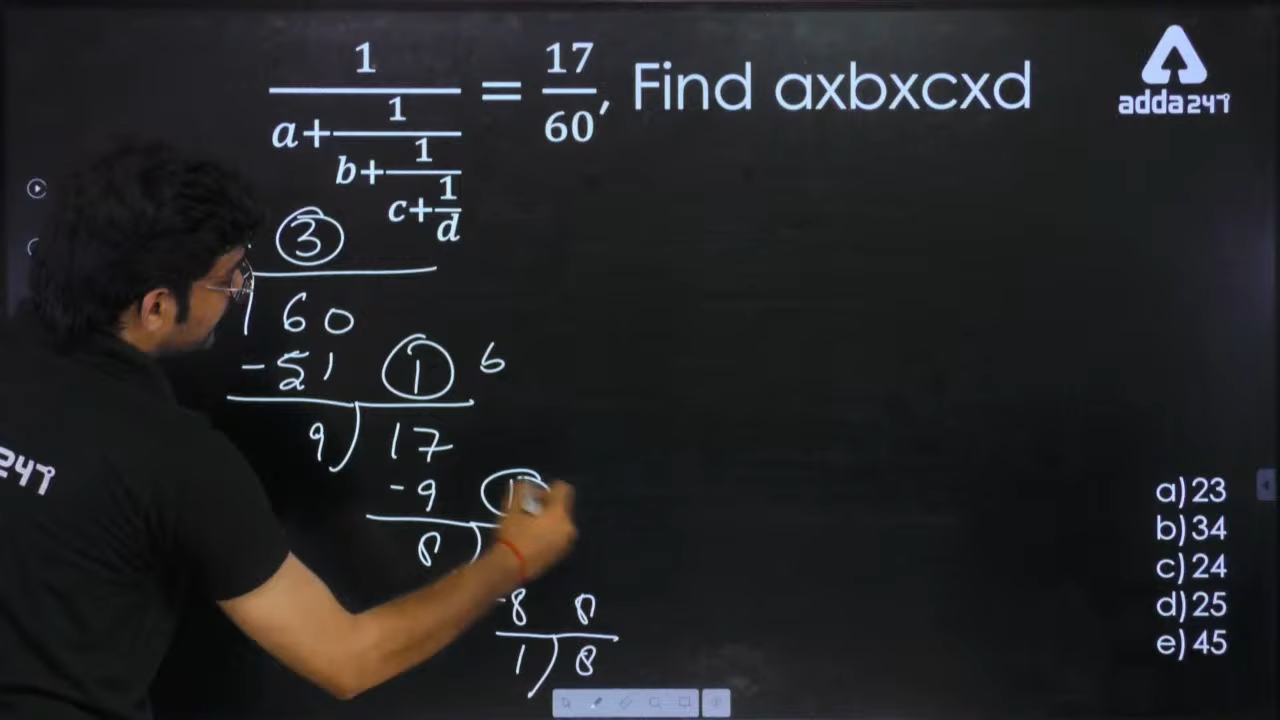 1/(a+1/(b+1/(c+1/d))) = 17/60, Find axbxcxd
adda247
3
60
-51 1 6
9)17
-9 1
8)
-8 8
1)8
247
a)23
b)34
c)24
d)25
e)45